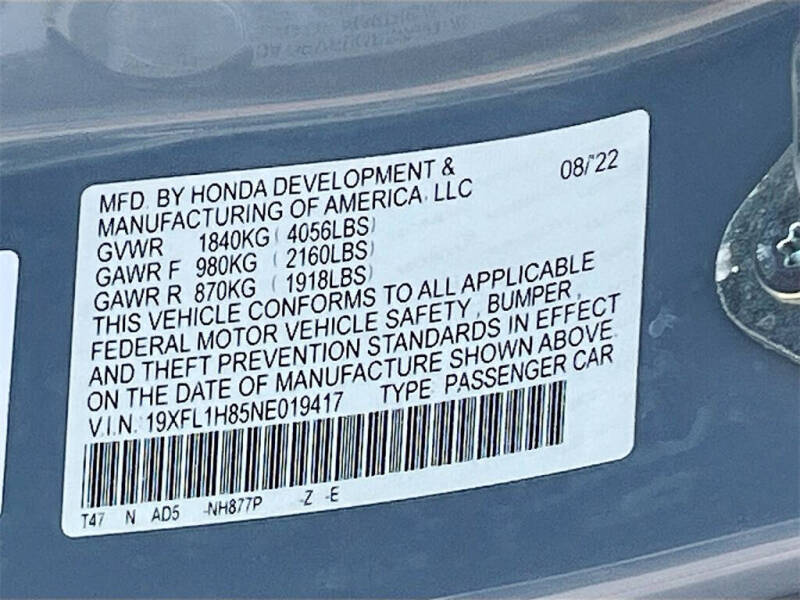 MFD. BY HONDA DEVELOPMENT & 08/'22
MANUFACTURING OF AMERICA, LLC
GVWR 1840KG ( 4056LBS)
GAWR F 980KG ( 2160LBS)
GAWR R 870KG ( 1918LBS)
THIS VEHICLE CONFORMS TO ALL APPLICABLE
FEDERAL MOTOR VEHICLE SAFETY, BUMPER,
AND THEFT PREVENTION STANDARDS IN EFFECT
ON THE DATE OF MANUFACTURE SHOWN ABOVE.
V.I.N. 19XFL1H85NE019417 TYPE PASSENGER CAR
T47 N AD5 -NH877P -Z -E